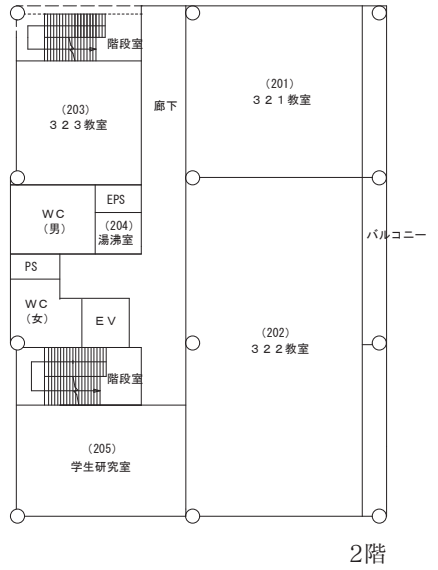 階段室
(201)
３２１教室
(203)
３２３教室
廊下
WC
(男)
EPS
(204)
湯沸室
バルコニー
PS
WC
(女)
EV
(202)
３２２教室
階段室
(205)
学生研究室
2階